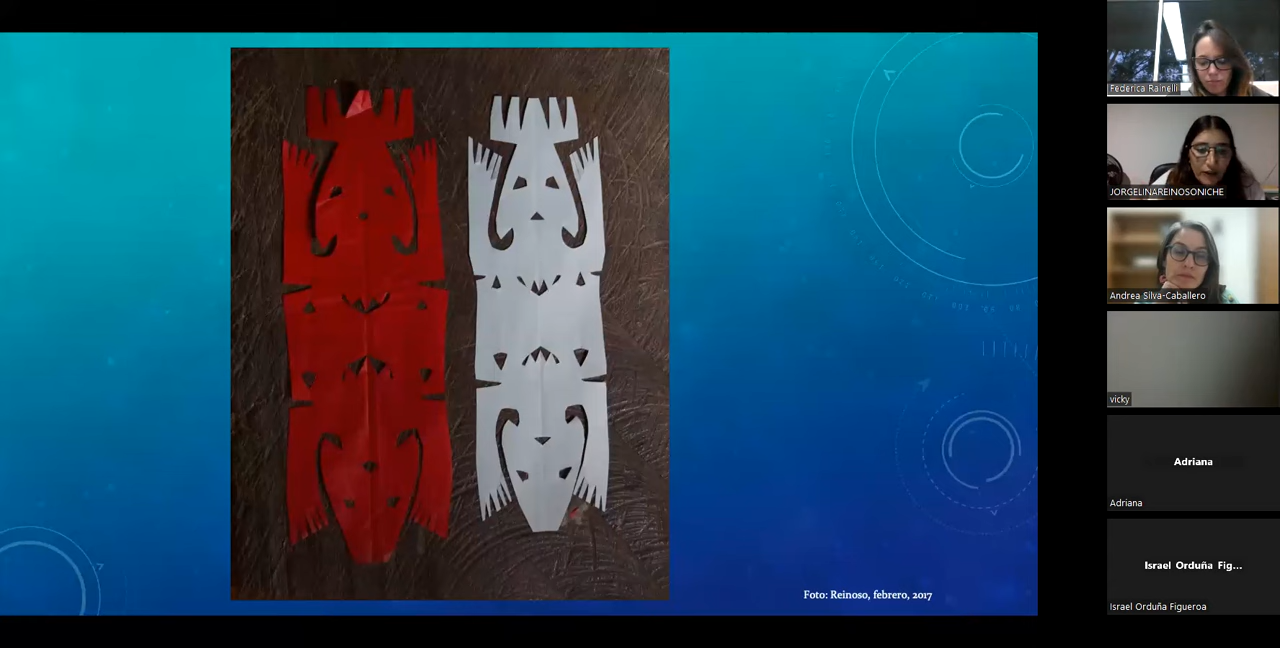 Foto: Reinoso, febrero, 2017
Federica Rainelli
JORGELINAREINOSONICHE
Andrea Silva-Caballero
vicky
Adriana
Adriana
Israel Orduña Fig...
Israel Orduña Figueroa